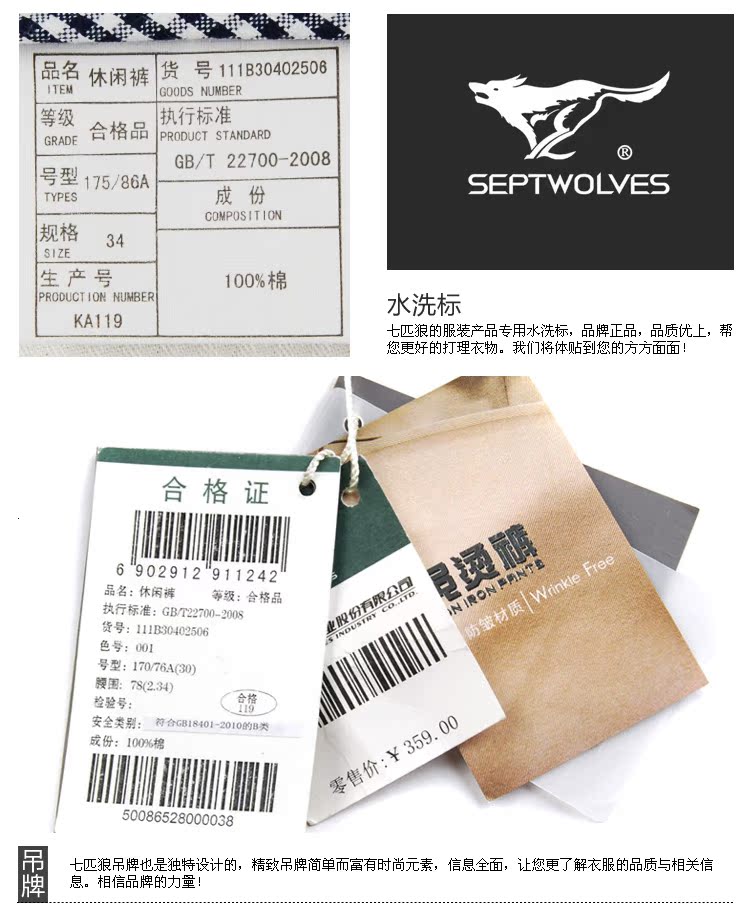 品名 休闲裤 货 号 111B30402506
ITEM GOODS NUMBER
等级 合格品 执行标准
GRADE PRODUCT STANDARD
GB/T 22700-2008
号型 175/86A
TYPES
成 份
COMPOSITION
规格 34
SIZE
100%棉
生 产 号
PRODUCTION NUMBER
KA119
®
SEPTWOLVES
水洗标
七匹狼的服装产品专用水洗标，品牌正品，品质优上，帮
您更好的打理衣物。我们将体贴到您的方方面面！
合格证
6 902912 911242
品名：休闲裤 等级：合格品
执行标准：GB/T22700-2008
货号：111B30402506
色号：001
号型：170/76A(30)
腰围：78(2.34)
检验号：
合格
119
安全类别：符合GB18401-2010的B类
成份：100%棉
50086528000038
业股份有限公司
INDUSTRY CO.,LTD.
零售价:￥359.00
免烫裤
IRON PANTS
防皱材质|Wrinkle Free
吊牌
七匹狼吊牌也是独特设计的，精致吊牌简单而富有时尚元素，信息全面，让您更了解衣服的品质与相关信
息。相信品牌的力量！